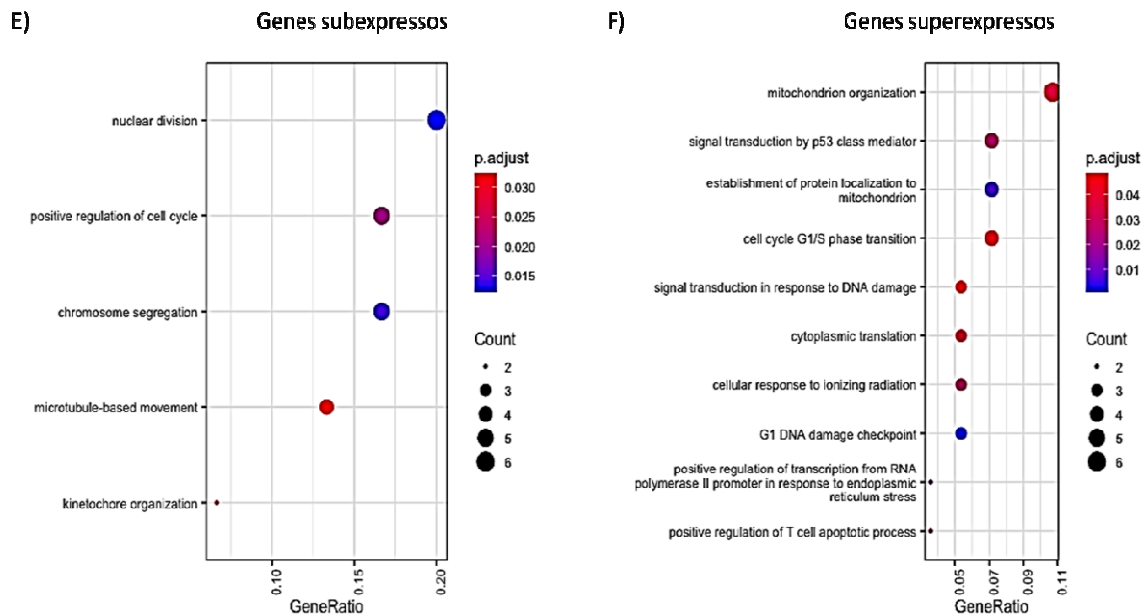 E)
Genes subexpressos
nuclear division
positive regulation of cell cycle
chromosome segregation
microtubule-based movement
kinetochore organization
0.10
0.15
0.20
GeneRatio
p.adjust
0.030
0.025
0.020
0.015
Count
2
3
4
5
6
F)
Genes superexpressos
mitochondrion organization
signal transduction by p53 class mediator
establishment of protein localization to
mitochondrion
cell cycle G1/S phase transition
signal transduction in response to DNA damage
cytoplasmic translation
cellular response to ionizing radiation
G1 DNA damage checkpoint
positive regulation of transcription from RNA
polymerase II promoter in response to endoplasmic
reticulum stress
positive regulation of T cell apoptotic process
0.05
0.07
0.09
0.11
GeneRatio
p.adjust
0.04
0.03
0.02
0.01
Count
2
3
4
5
6